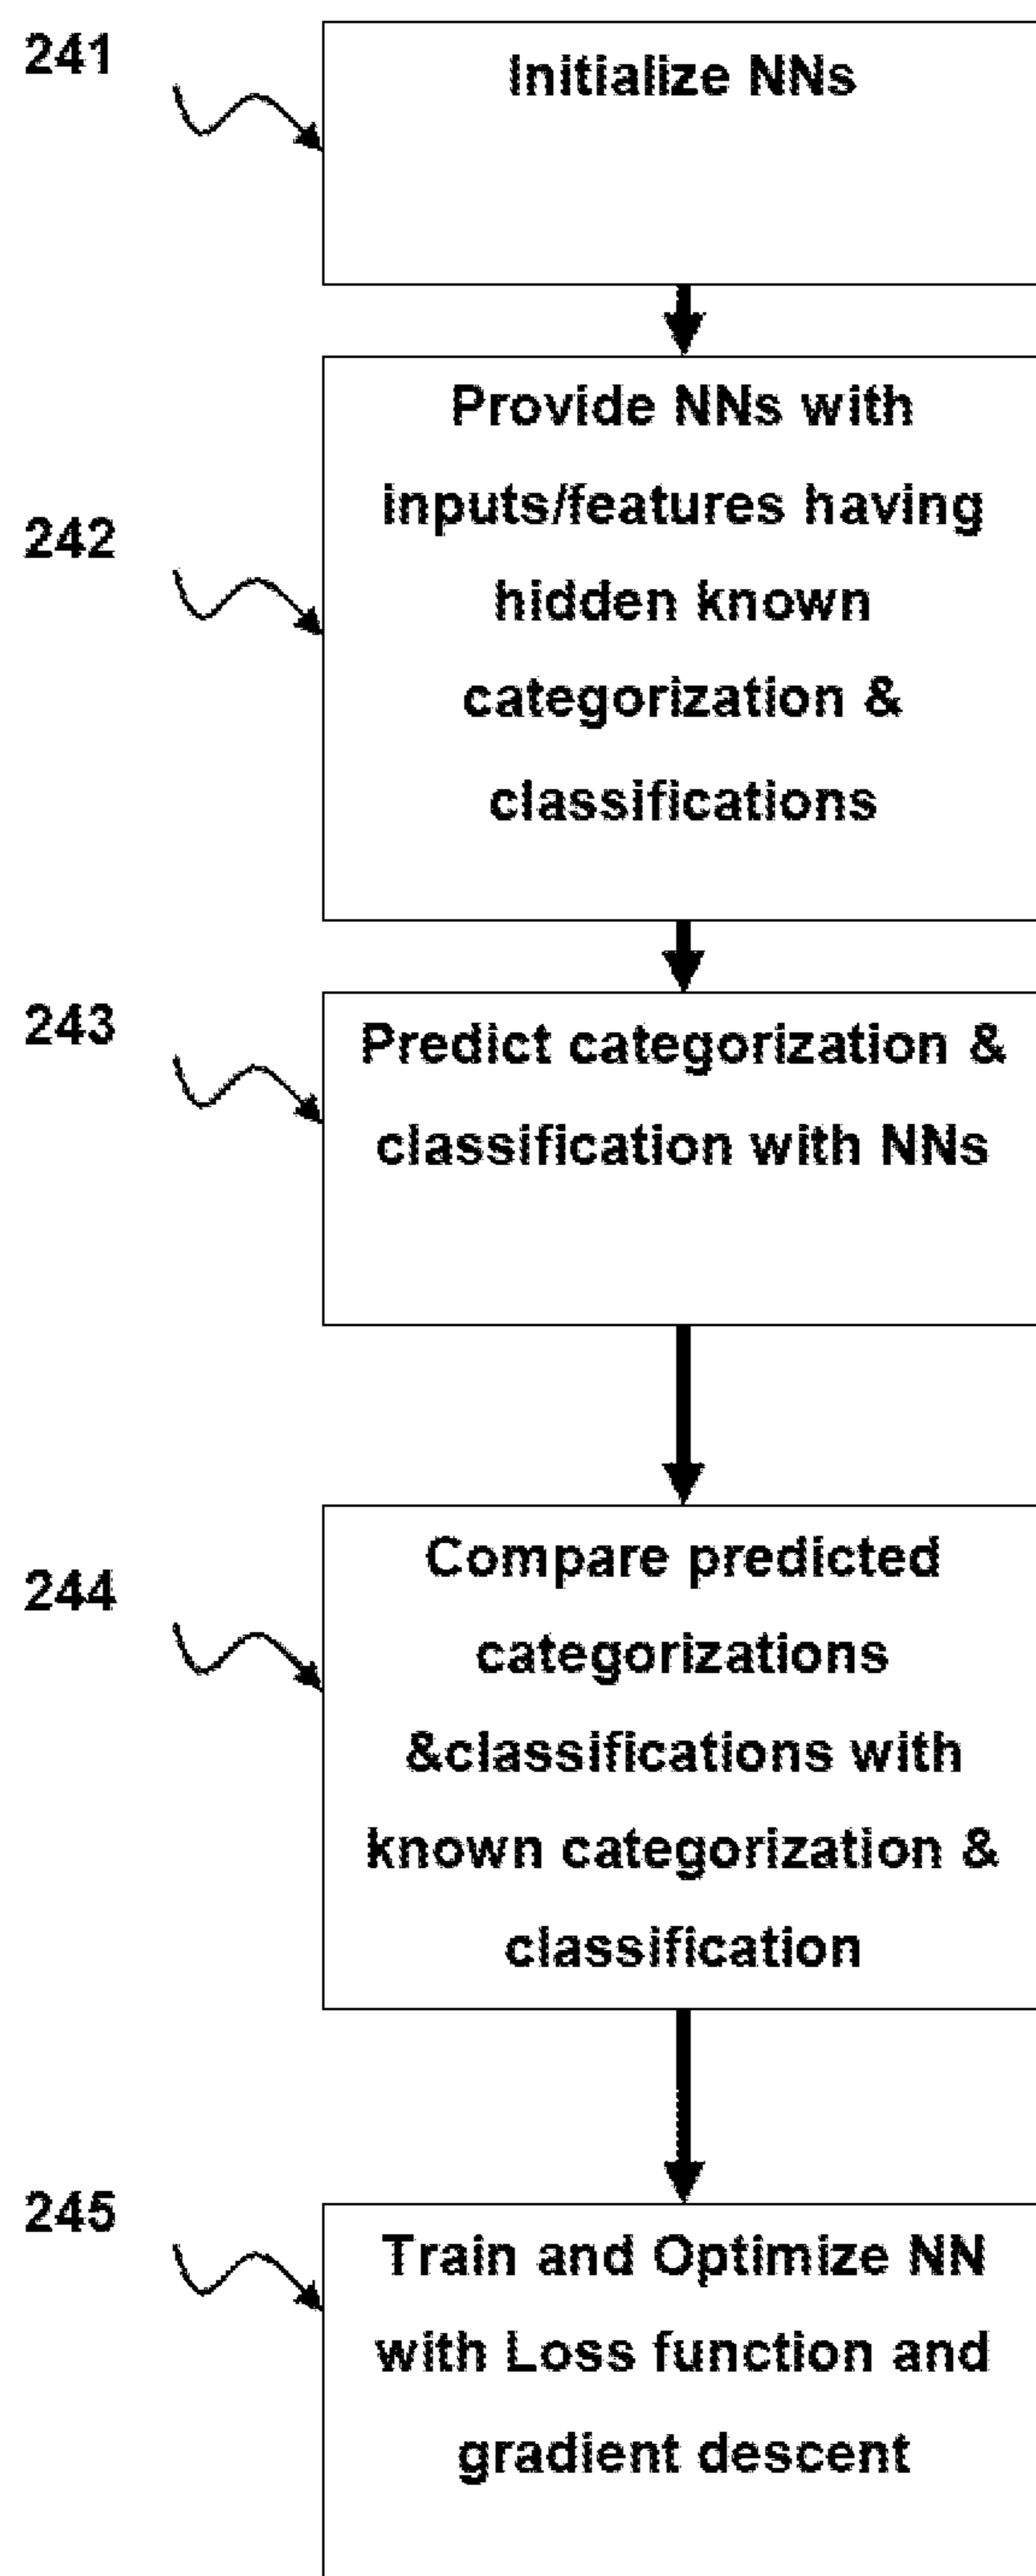 241
Initialize NNs
242
Provide NNs with
inputs/features having
hidden known
categorization &
classifications
243
Predict categorization &
classification with NNs
244
Compare predicted
categorizations
&classifications with
known categorization &
classification
245
Train and Optimize NN
with Loss function and
gradient descent